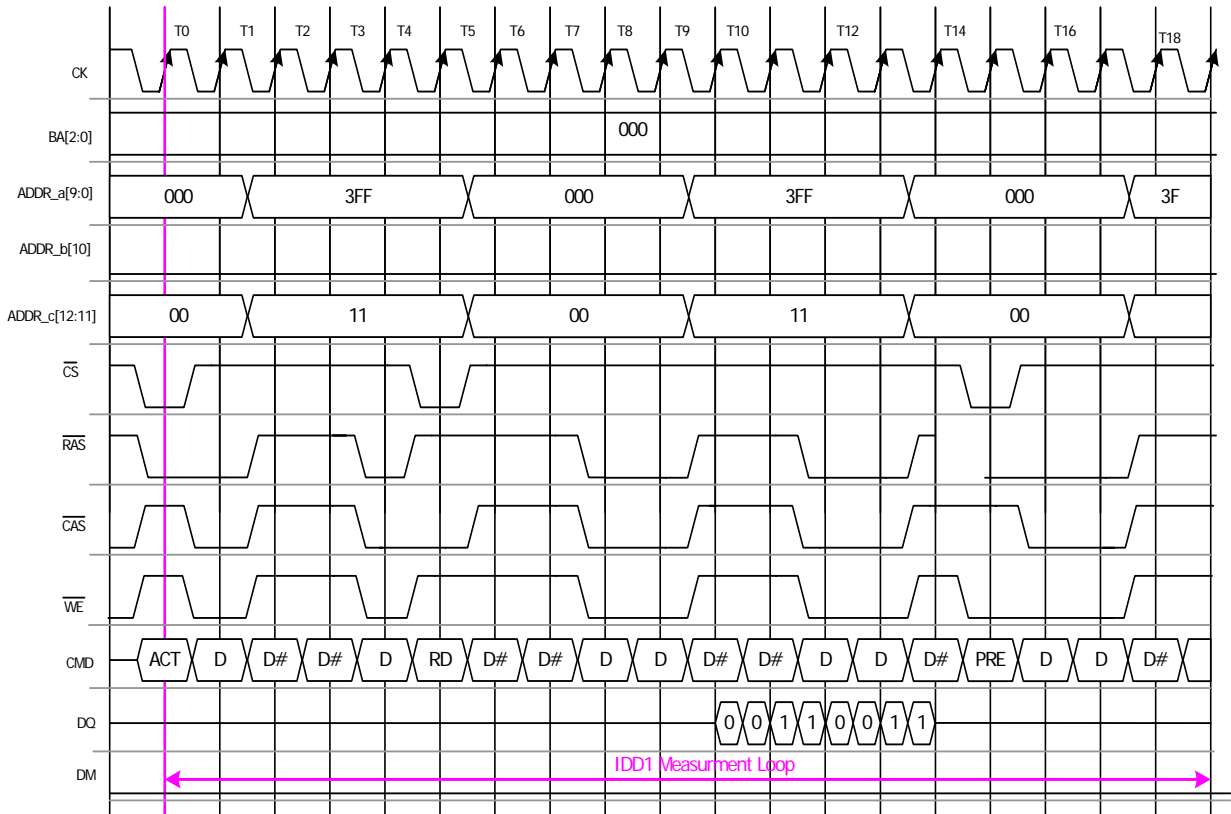 T0 T1 T2 T3 T4 T5 T6 T7 T8 T9 T10 T12 T14 T16 T18
CK
BA[2:0] 000
ADDR_a[9:0] 000 3FF 000 3FF 000 3F
ADDR_b[10]
ADDR_c[12:11] 00 11 00 11 00
CS
RAS
CAS
WE
CMD ACT D D# D# D RD D# D# D D D# D# D D D# PRE D D D#
DQ 0 0 1 1 0 0 1 1
IDD1 Measurment Loop
DM